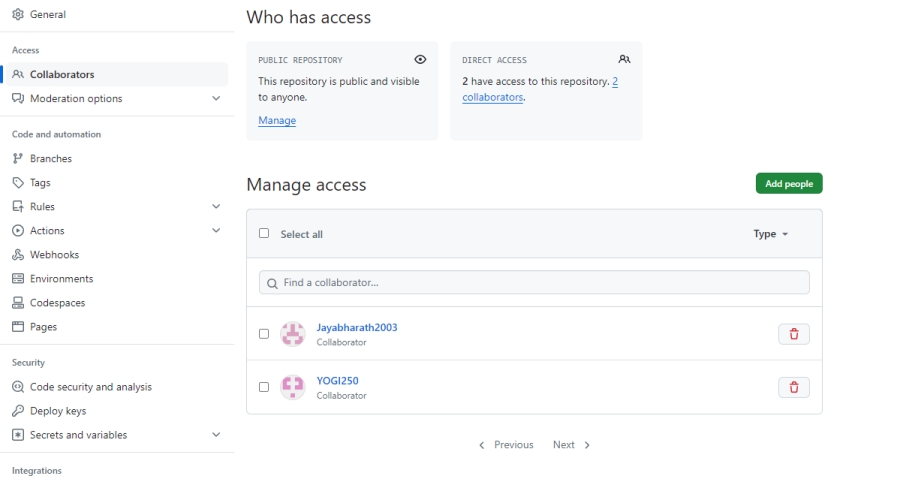 General
Access
Collaborators
Moderation options
Code and automation
Branches
Tags
Rules
Actions
Webhooks
Environments
Codespaces
Pages
Security
Code security and analysis
Deploy keys
Secrets and variables
Integrations
Who has access
PUBLIC REPOSITORY
This repository is public and visible
to anyone.
Manage
DIRECT ACCESS
2 have access to this repository. 2
collaborators.
Manage access
Add people
Select all
Type
Find a collaborator...
Jayabharath2003
Collaborator
YOGI250
Collaborator
Previous
Next